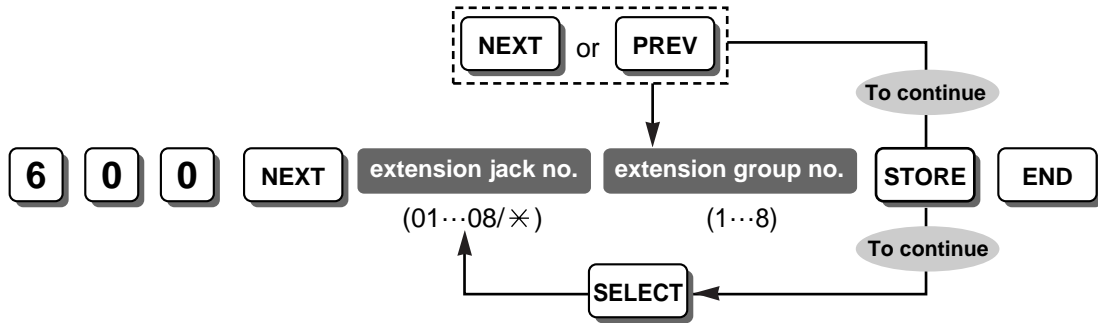 NEXT or PREV
To continue
6 0 0 NEXT extension jack no. extension group no. STORE END
(01···08/✳) (1···8)
To continue
SELECT